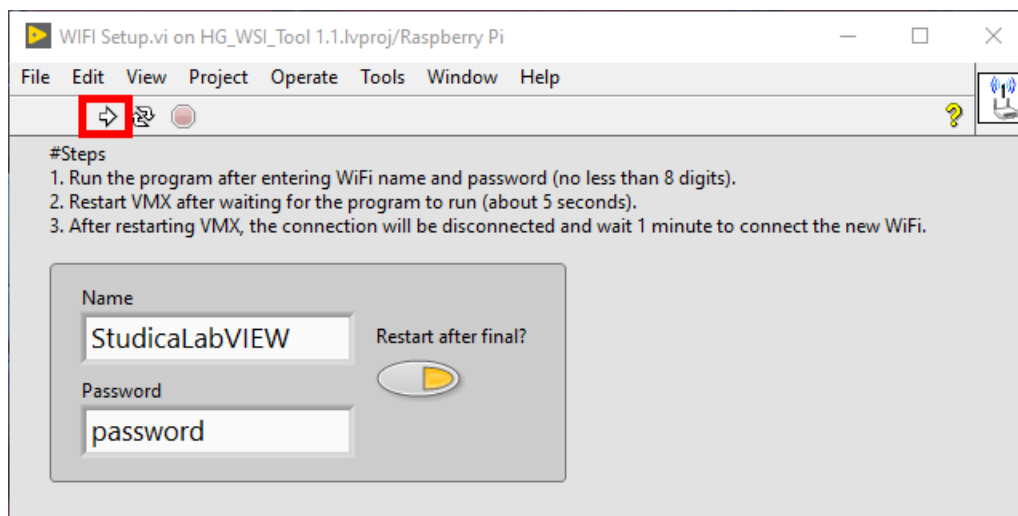 WIFI Setup.vi on HG_WSI_Tool 1.1.lvproj/Raspberry Pi
File Edit View Project Operate Tools Window Help
#Steps
1. Run the program after entering WiFi name and password (no less than 8 digits).
2. Restart VMX after waiting for the program to run (about 5 seconds).
3. After restarting VMX, the connection will be disconnected and wait 1 minute to connect the new WiFi.
Name
StudicaLabVIEW
Restart after final?
Password
password